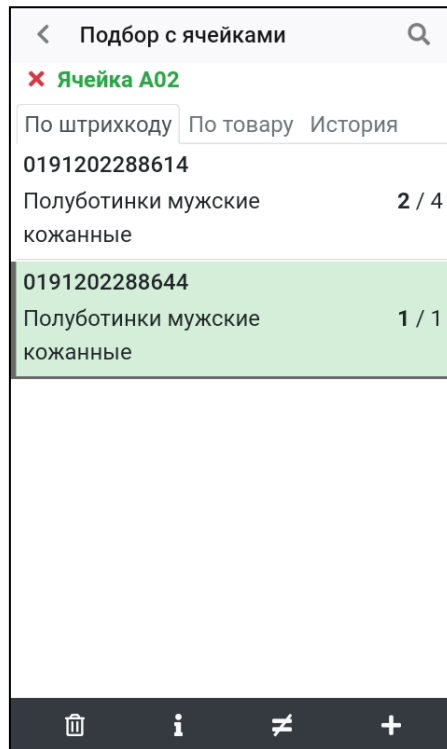 Подбор с ячейками
Ячейка А02
По штрихкоду По товару История
0191202288614
Полуботинки мужские
кожанные
2 / 4
0191202288644
Полуботинки мужские
кожанные
1 / 1